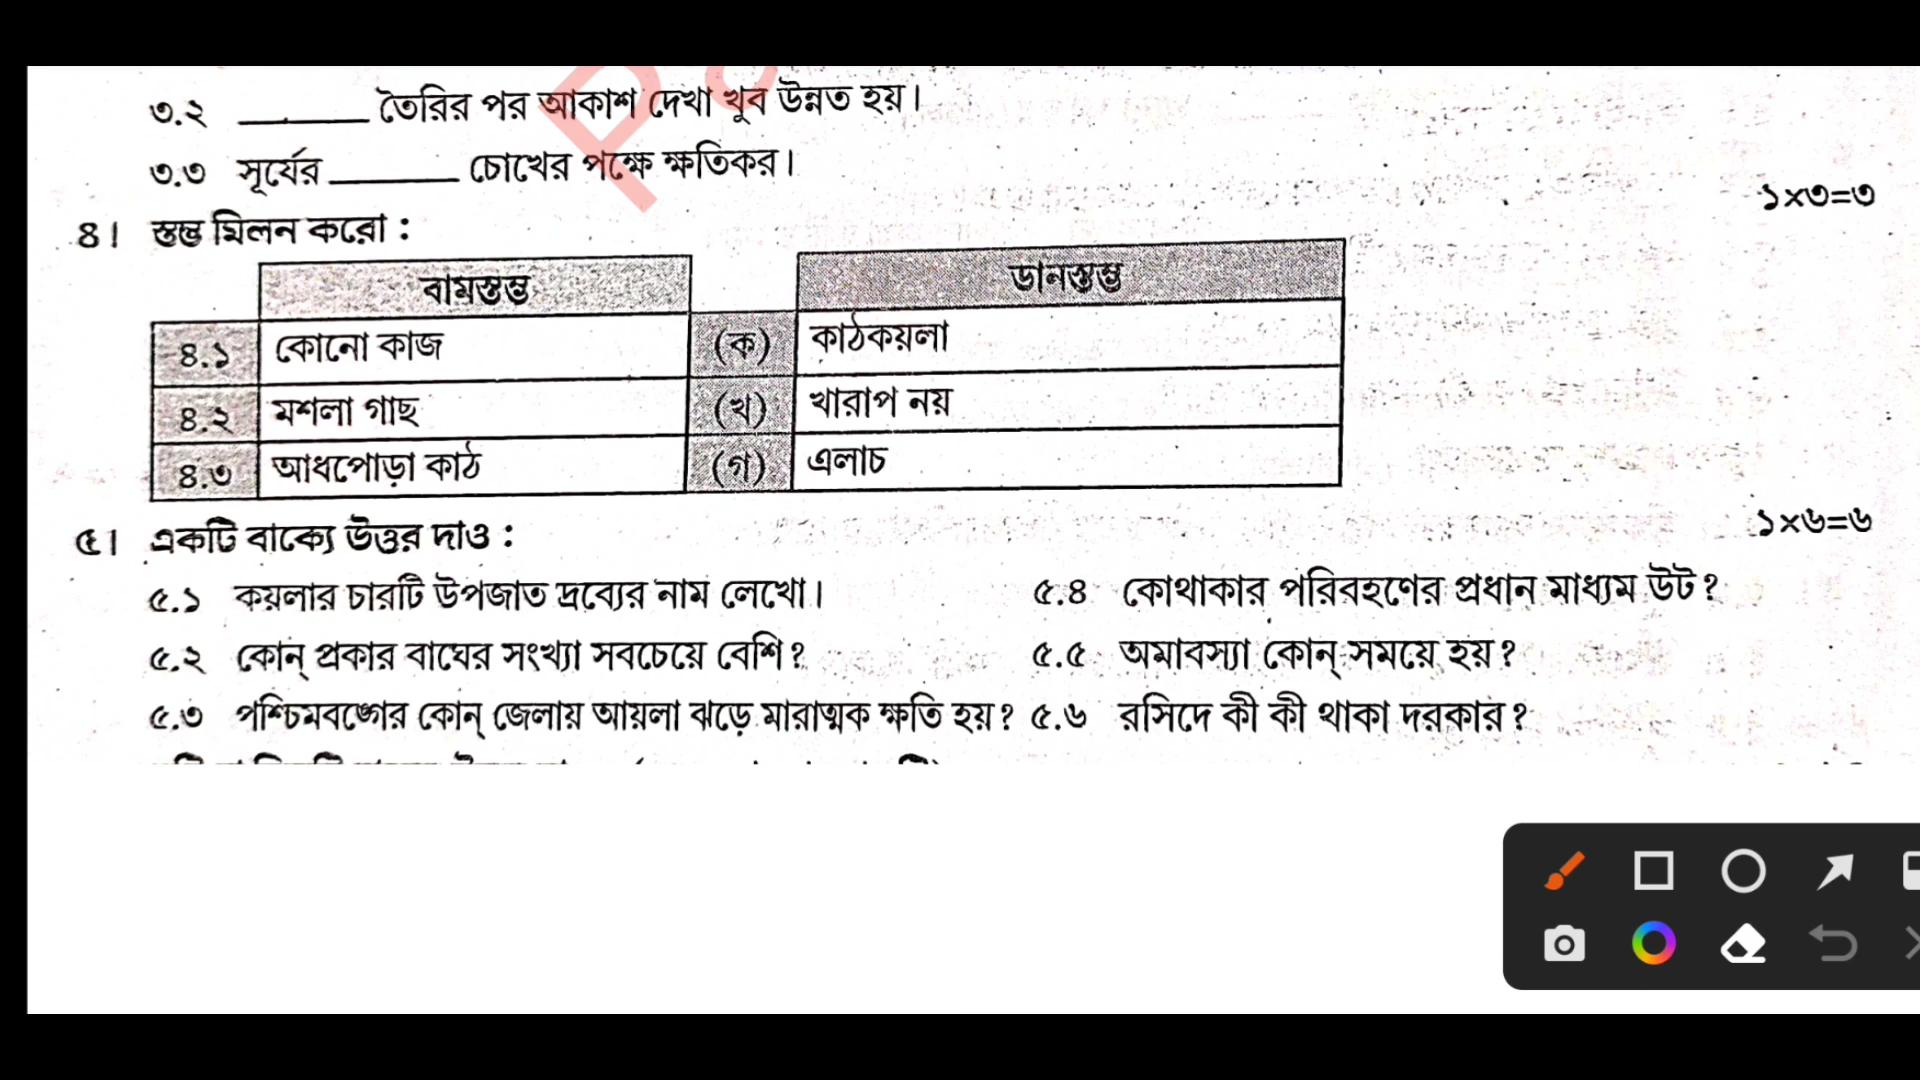 ৩.২ ______ তৈরির পর আকাশ দেখা খুব উন্নত হয়।
৩.৩ সূর্যের ______ চোখের পক্ষে ক্ষতিকর।
১×৩=৩
৪। স্তম্ভ মিলন করো :
বামস্তম্ভ ডানস্তম্ভ
৪.১ কোনো কাজ (ক) কাঠকয়লা
৪.২ মশলা গাছ (খ) খারাপ নয়
৪.৩ আধপোড়া কাঠ (গ) এলাচ
৫। একটি বাক্যে উত্তর দাও : ১×৬=৬
৫.১ কয়লার চারটি উপজাত দ্রব্যের নাম লেখো। ৫.৪ কোথাকার পরিবহণের প্রধান মাধ্যম উট?
৫.২ কোন্ প্রকার বাঘের সংখ্যা সবচেয়ে বেশি? ৫.৫ অমাবস্যা কোন্ সময়ে হয়?
৫.৩ পশ্চিমবঙ্গের কোন্ জেলায় আয়লা ঝড়ে মারাত্মক ক্ষতি হয়? ৫.৬ রসিদে কী কী থাকা দরকার?